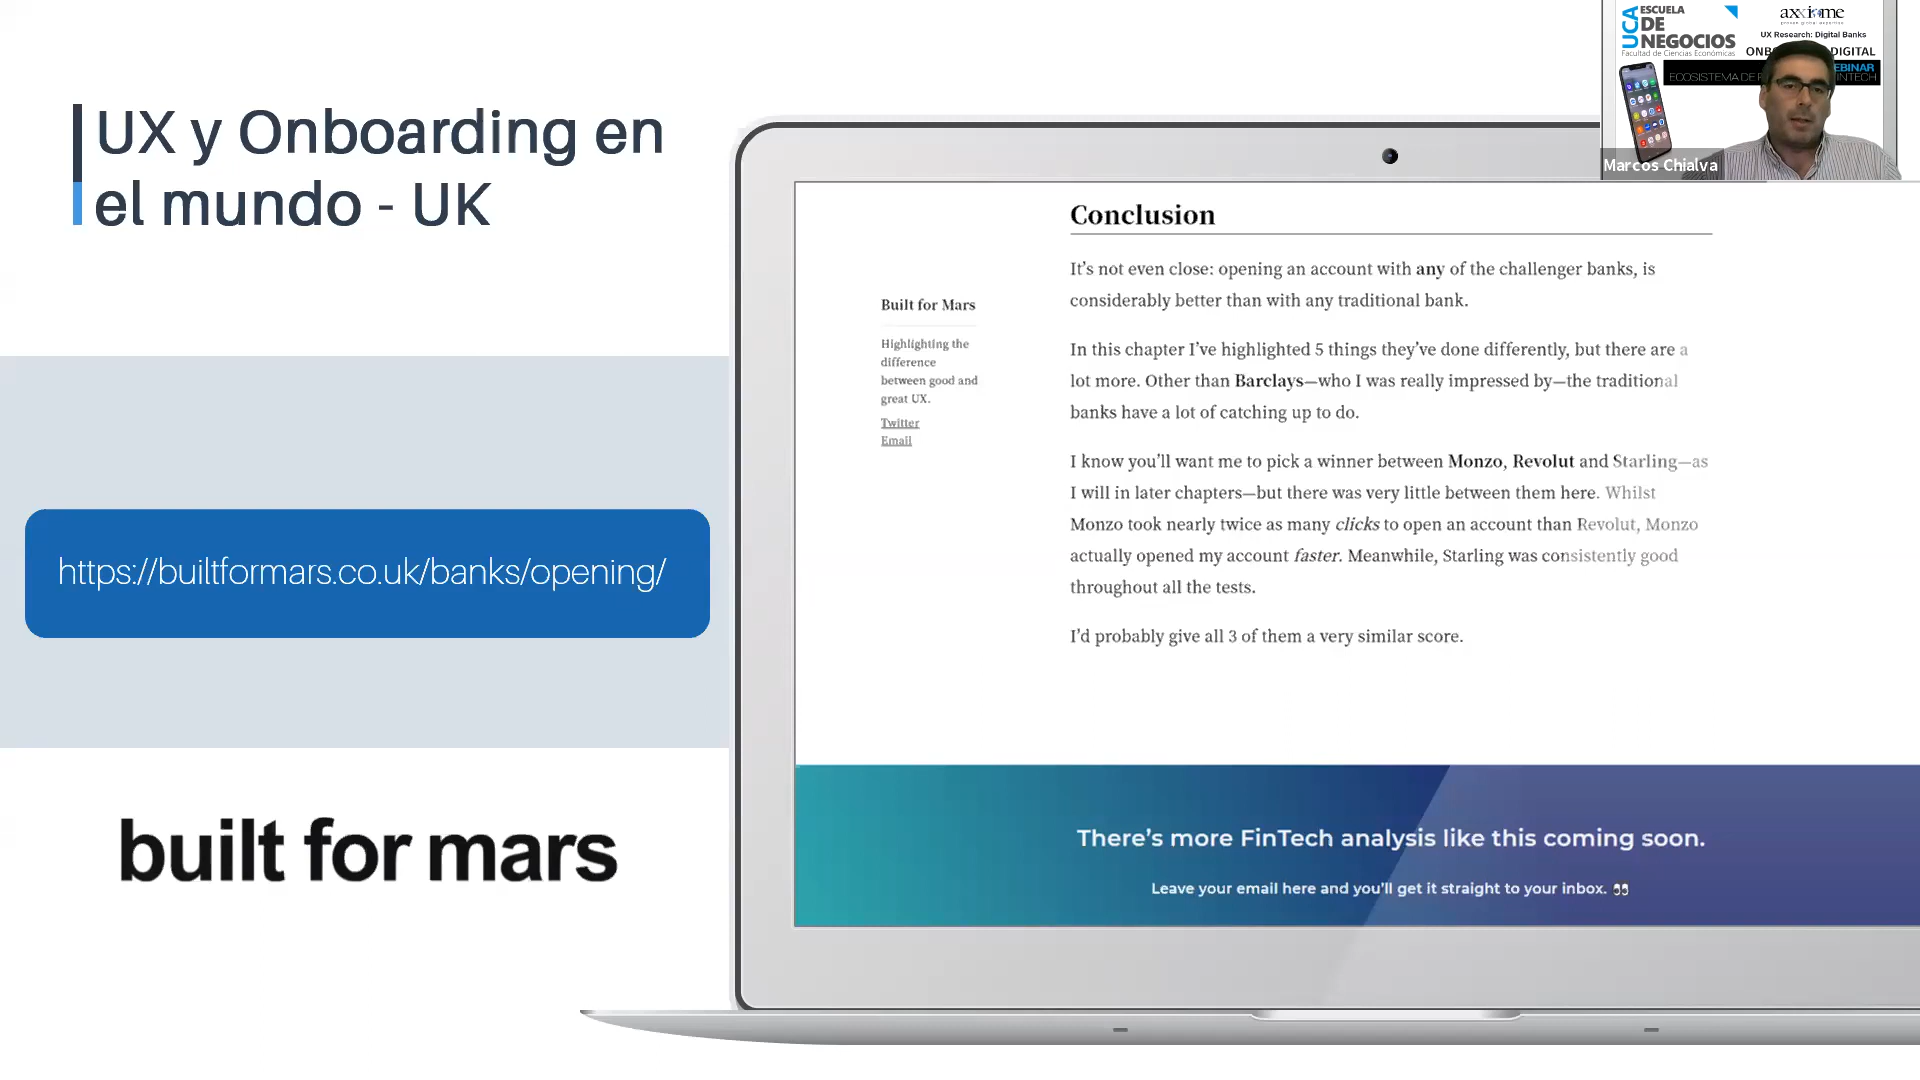 UX y Onboarding en
el mundo - UK
https://builtformars.co.uk/banks/opening/
built for mars
Built for Mars
Highlighting the
difference
between good and
great UX.
Twitter
Email
Conclusion
It's not even close: opening an account with any of the challenger banks, is
considerably better than with any traditional bank.
In this chapter I've highlighted 5 things they've done differently, but there are a
lot more. Other than Barclays—who I was really impressed by—the traditional
banks have a lot of catching up to do.
I know you'll want me to pick a winner between Monzo, Revolut and Starling—as
I will in later chapters—but there was very little between them here. Whilst
Monzo took nearly twice as many clicks to open an account than Revolut, Monzo
actually opened my account faster. Meanwhile, Starling was consistently good
throughout all the tests.
I'd probably give all 3 of them a very similar score.
There's more FinTech analysis like this coming soon.
Leave your email here and you'll get it straight to your inbox.
UCA
ESCUELA
DE
NEGOCIOS
Facultad de Ciencias Económicas
axxiome
UX Research: Digital Banks
DIGITAL
ECOSISTEMA DE
Marcos Chialva